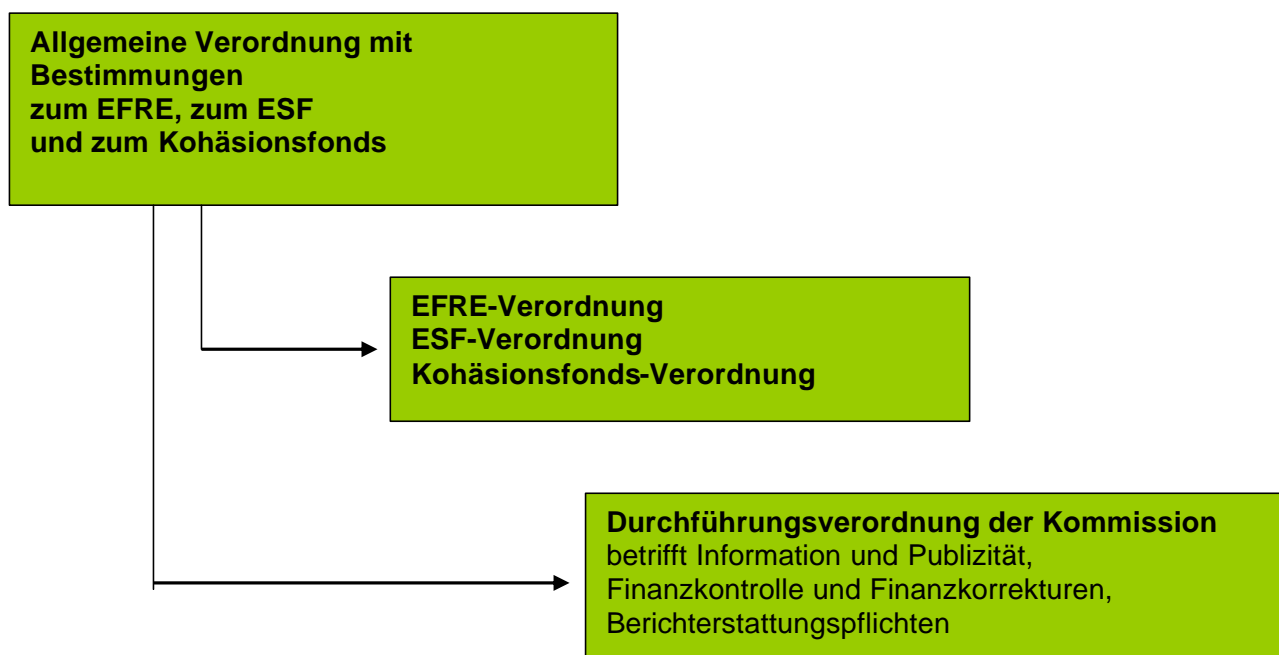 Allgemeine Verordnung mit
Bestimmungen
zum EFRE, zum ESF
und zum Kohäsionsfonds
EFRE-Verordnung
ESF-Verordnung
Kohäsionsfonds-Verordnung
Durchführungsverordnung der Kommission
betrifft Information und Publizität,
Finanzkontrolle und Finanzkorrekturen,
Berichterstattungspflichten